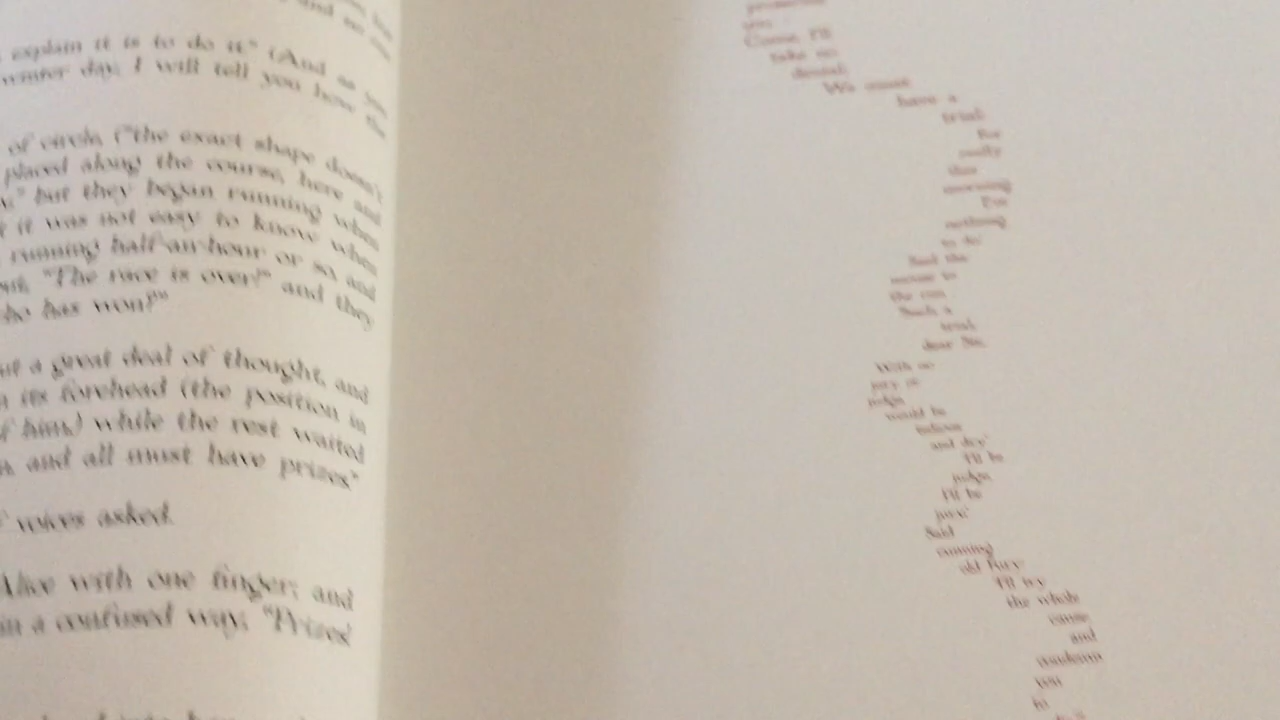 explain it is to do it." (And as
winter day, I will tell you how the
of circle, ("the exact shape doesn't
placed along the course, here and
but they began running when
it was not easy to know when
running half-an-hour or so, and
"The race is over!" and they
has won?"
a great deal of thought, and
its forehead (the position in
of him) while the rest waited
and all must have prizes."
voices asked.
Alice with one finger; and
in a confused way, "Prizes!
Come, I'll
take no
denial:
We must
have a
trial:
For
really
this
morning
I've
nothing
to do.'
Said the
mouse to
the cur,
Such a
trial,
dear Sir,
With no
jury or
judge,
would be
tedious
and dry.'
'I'll be
judge,
I'll be
jury,'
Said
cunning
old Fury:
'I'll try
the whole
cause
and
condemn
you
to